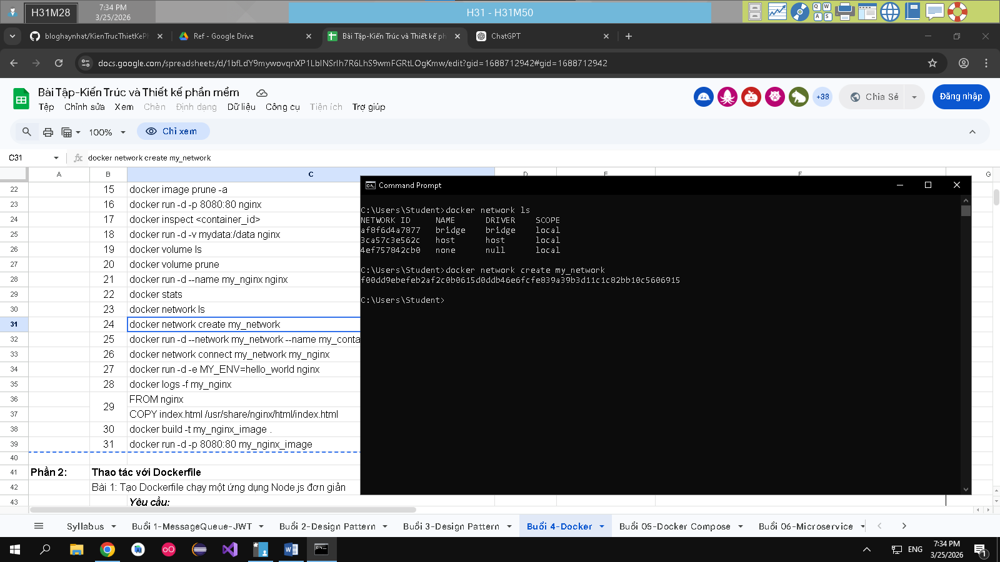 H31M28
7:34 PM
3/25/2026
H31 - H31M50
bloghaynhat/KienTrucThietKePh
Ref - Google Drive
Bài Tập-Kiến Trúc và Thiết kế ph
ChatGPT
docs.google.com/spreadsheets/d/1bfLdY9mywovqnXP1LbINSrIh7R6LhS9wmFGRtLOgKmw/edit?gid=1688712942#gid=1688712942
Bài Tập-Kiến Trúc và Thiết kế phần mềm
Tệp Chỉnh sửa Xem Chèn Định dạng Dữ liệu Công cụ Tiện ích Trợ giúp
+38
Chia Sẻ
Đăng nhập
100%
Chỉ xem
C31
docker network create my_network
A B C D E F G
22 15 docker image prune -a
23 16 docker run -d -p 8080:80 nginx
24 17 docker inspect <container_id>
25 18 docker run -d -v mydata:/data nginx
26 19 docker volume ls
27 20 docker volume prune
28 21 docker run -d --name my_nginx nginx
29 22 docker stats
30 23 docker network ls
31 24 docker network create my_network
32 25 docker run -d --network my_network --name my_conta
33 26 docker network connect my_network my_nginx
34 27 docker run -d -e MY_ENV=hello_world nginx
35 28 docker logs -f my_nginx
36 FROM nginx
29
37 COPY index.html /usr/share/nginx/html/index.html
38 30 docker build -t my_nginx_image .
39 31 docker run -d -p 8080:80 my_nginx_image
40
41 Phần 2: Thao tác với Dockerfile
42 Bài 1: Tạo Dockerfile chạy một ứng dụng Node.js đơn giản
43 Yêu cầu:
Command Prompt
C:\Users\Student>docker network ls
NETWORK ID NAME DRIVER SCOPE
af8f6d4a7877 bridge bridge local
3ca57c3e562c host host local
4ef757842cb0 none null local
C:\Users\Student>docker network create my_network
f00dd9ebefeb2af2c0b0615d0ddb46e6fcfe839a39b3d11c1c82bb10c5606915
C:\Users\Student>
Syllabus Buổi 1-MessageQueue-JWT Buổi 2-Design Pattern Buổi 3-Design Pattern Buổi 4-Docker Buổi 05-Docker Compose Buổi 06-Microservice
ENG
7:34 PM
3/25/2026
1